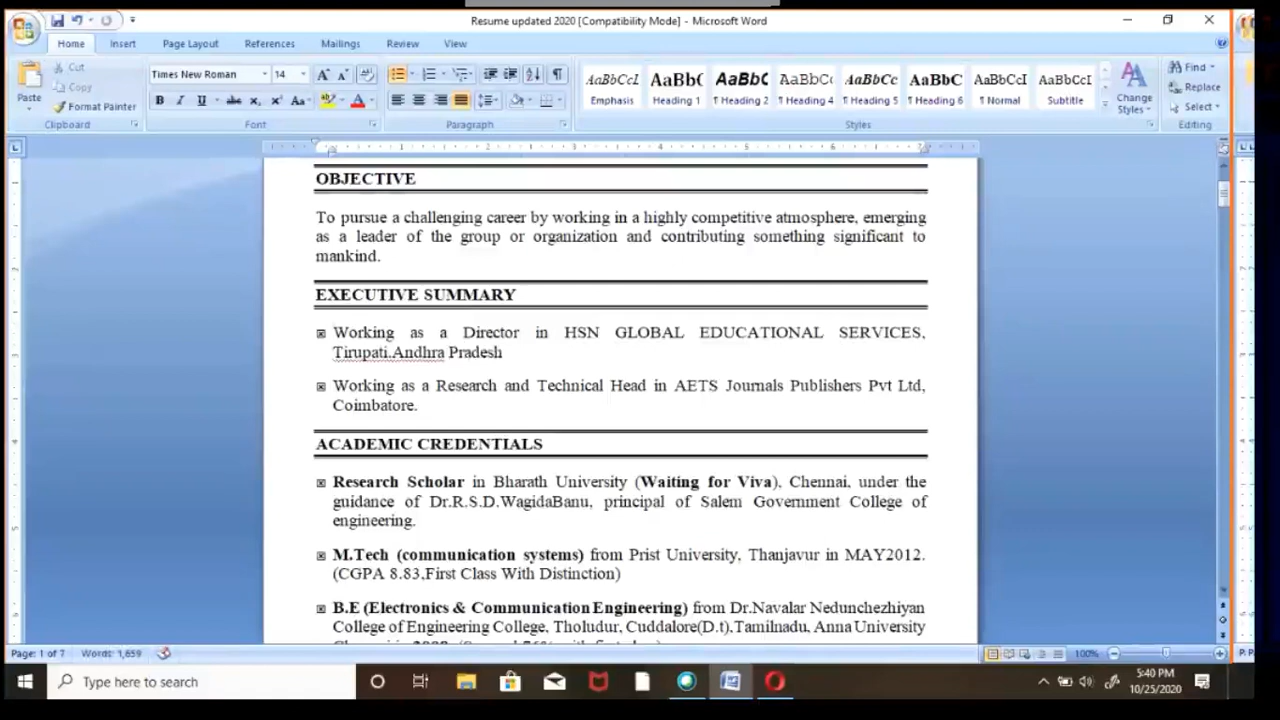 Resume updated 2020 [Compatibility Mode] - Microsoft Word
Home Insert Page Layout References Mailings Review View
Paste
Cut
Copy
Format Painter
Clipboard
Times New Roman 14
Font
Paragraph
AaBbCcI AaBb( AaBbC AaBbC( AaBbCc AaBbC AaBbCcI AaBbCcI
Emphasis Heading 1 ¶ Heading 2 ¶ Heading 4 ¶ Heading 5 ¶ Heading 6 ¶ Normal Subtitle
Styles
Change
Styles
Find
Replace
Select
Editing
OBJECTIVE
To pursue a challenging career by working in a highly competitive atmosphere, emerging
as a leader of the group or organization and contributing something significant to
mankind.
EXECUTIVE SUMMARY
Working as a Director in HSN GLOBAL EDUCATIONAL SERVICES,
Tirupati.Andhra Pradesh
Working as a Research and Technical Head in AETS Journals Publishers Pvt Ltd,
Coimbatore.
ACADEMIC CREDENTIALS
Research Scholar in Bharath University (Waiting for Viva), Chennai, under the
guidance of Dr.R.S.D.WagidaBanu, principal of Salem Government College of
engineering.
M.Tech (communication systems) from Prist University, Thanjavur in MAY2012.
(CGPA 8.83,First Class With Distinction)
B.E (Electronics & Communication Engineering) from Dr.Navalar Nedunchezhiyan
College of Engineering College, Tholudur, Cuddalore(D.t),Tamilnadu, Anna University
Page: 1 of 7 Words: 1,659 100%
Type here to search
5:40 PM
10/25/2020